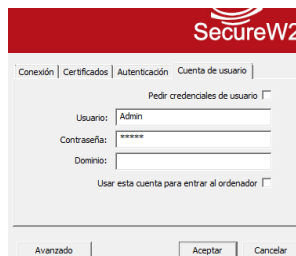 SecureW2
Conexión Certificados Autenticación Cuenta de usuario
Pedir credenciales de usuario
Usuario: Admin
Contraseña: *****
Dominio:
Usar esta cuenta para entrar al ordenador
Avanzado Aceptar Cancelar